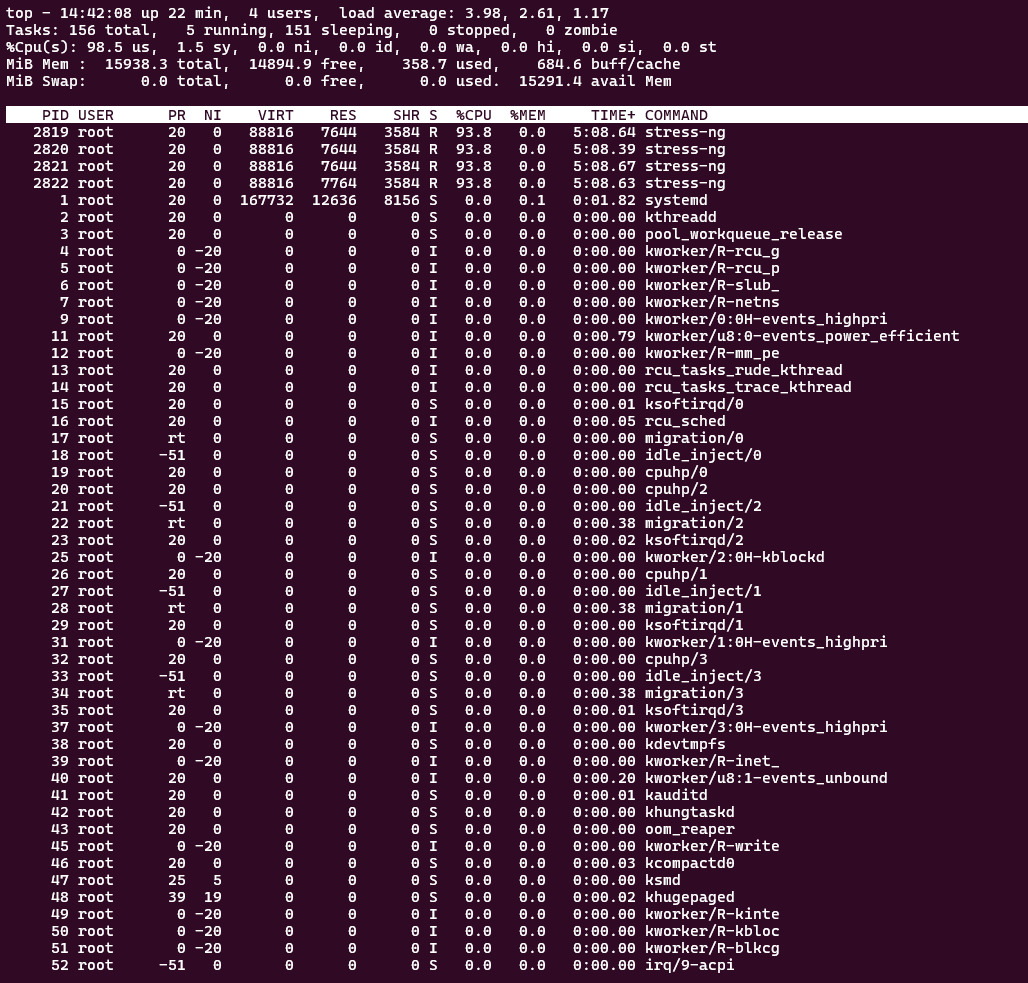 top - 14:42:08 up 22 min,  4 users,  load average: 3.98, 2.61, 1.17
Tasks: 156 total,   5 running, 151 sleeping,   0 stopped,   0 zombie
%Cpu(s): 98.5 us,  1.5 sy,  0.0 ni,  0.0 id,  0.0 wa,  0.0 hi,  0.0 si,  0.0 st
MiB Mem :  15938.3 total,  14894.9 free,    358.7 used,    684.6 buff/cache
MiB Swap:      0.0 total,      0.0 free,      0.0 used.  15291.4 avail Mem
PID USER      PR  NI    VIRT    RES    SHR S  %CPU  %MEM     TIME+ COMMAND
2819 root      20   0   88816   7644   3584 R  93.8   0.0   5:08.64 stress-ng
2820 root      20   0   88816   7644   3584 R  93.8   0.0   5:08.39 stress-ng
2821 root      20   0   88816   7644   3584 R  93.8   0.0   5:08.67 stress-ng
2822 root      20   0   88816   7764   3584 R  93.8   0.0   5:08.63 stress-ng
1 root      20   0  167732  12636   8156 S   0.0   0.1   0:01.82 systemd
2 root      20   0       0      0      0 S   0.0   0.0   0:00.00 kthreadd
3 root      20   0       0      0      0 S   0.0   0.0   0:00.00 pool_workqueue_release
4 root       0 -20       0      0      0 I   0.0   0.0   0:00.00 kworker/R-rcu_g
5 root       0 -20       0      0      0 I   0.0   0.0   0:00.00 kworker/R-rcu_p
6 root       0 -20       0      0      0 I   0.0   0.0   0:00.00 kworker/R-slub_
7 root       0 -20       0      0      0 I   0.0   0.0   0:00.00 kworker/R-netns
9 root       0 -20       0      0      0 I   0.0   0.0   0:00.00 kworker/0:0H-events_highpri
11 root      20   0       0      0      0 I   0.0   0.0   0:00.79 kworker/u8:0-events_power_efficient
12 root       0 -20       0      0      0 I   0.0   0.0   0:00.00 kworker/R-mm_pe
13 root      20   0       0      0      0 I   0.0   0.0   0:00.00 rcu_tasks_rude_kthread
14 root      20   0       0      0      0 I   0.0   0.0   0:00.00 rcu_tasks_trace_kthread
15 root      20   0       0      0      0 S   0.0   0.0   0:00.01 ksoftirqd/0
16 root      20   0       0      0      0 I   0.0   0.0   0:00.05 rcu_sched
17 root      rt   0       0      0      0 S   0.0   0.0   0:00.00 migration/0
18 root     -51   0       0      0      0 S   0.0   0.0   0:00.00 idle_inject/0
19 root      20   0       0      0      0 S   0.0   0.0   0:00.00 cpuhp/0
20 root      20   0       0      0      0 S   0.0   0.0   0:00.00 cpuhp/2
21 root     -51   0       0      0      0 S   0.0   0.0   0:00.00 idle_inject/2
22 root      rt   0       0      0      0 S   0.0   0.0   0:00.38 migration/2
23 root      20   0       0      0      0 S   0.0   0.0   0:00.02 ksoftirqd/2
25 root       0 -20       0      0      0 I   0.0   0.0   0:00.00 kworker/2:0H-kblockd
26 root      20   0       0      0      0 S   0.0   0.0   0:00.00 cpuhp/1
27 root     -51   0       0      0      0 S   0.0   0.0   0:00.00 idle_inject/1
28 root      rt   0       0      0      0 S   0.0   0.0   0:00.38 migration/1
29 root      20   0       0      0      0 S   0.0   0.0   0:00.00 ksoftirqd/1
31 root       0 -20       0      0      0 I   0.0   0.0   0:00.00 kworker/1:0H-events_highpri
32 root      20   0       0      0      0 S   0.0   0.0   0:00.00 cpuhp/3
33 root     -51   0       0      0      0 S   0.0   0.0   0:00.00 idle_inject/3
34 root      rt   0       0      0      0 S   0.0   0.0   0:00.38 migration/3
35 root      20   0       0      0      0 S   0.0   0.0   0:00.01 ksoftirqd/3
37 root       0 -20       0      0      0 I   0.0   0.0   0:00.00 kworker/3:0H-events_highpri
38 root      20   0       0      0      0 S   0.0   0.0   0:00.00 kdevtmpfs
39 root       0 -20       0      0      0 I   0.0   0.0   0:00.00 kworker/R-inet_
40 root      20   0       0      0      0 I   0.0   0.0   0:00.20 kworker/u8:1-events_unbound
41 root      20   0       0      0      0 S   0.0   0.0   0:00.01 kauditd
42 root      20   0       0      0      0 S   0.0   0.0   0:00.00 khungtaskd
43 root      20   0       0      0      0 S   0.0   0.0   0:00.00 oom_reaper
45 root       0 -20       0      0      0 I   0.0   0.0   0:00.00 kworker/R-write
46 root      20   0       0      0      0 S   0.0   0.0   0:00.03 kcompactd0
47 root      25   5       0      0      0 S   0.0   0.0   0:00.00 ksmd
48 root      39  19       0      0      0 S   0.0   0.0   0:00.02 khugepaged
49 root       0 -20       0      0      0 I   0.0   0.0   0:00.00 kworker/R-kinte
50 root       0 -20       0      0      0 I   0.0   0.0   0:00.00 kworker/R-kbloc
51 root       0 -20       0      0      0 I   0.0   0.0   0:00.00 kworker/R-blkcg
52 root     -51   0       0      0      0 S   0.0   0.0   0:00.00 irq/9-acpi